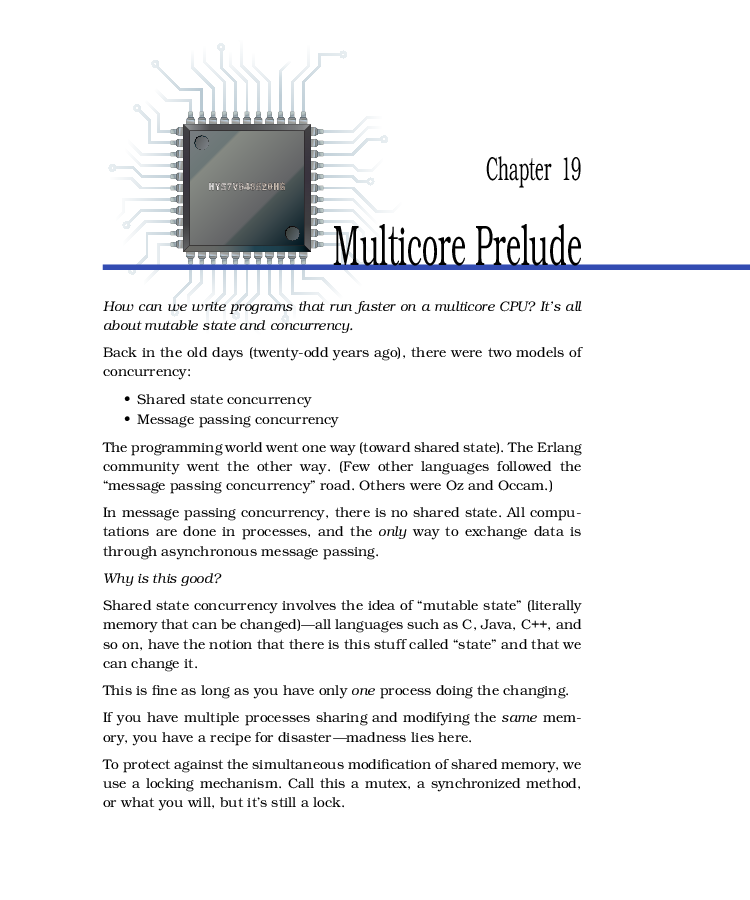 Chapter 19
Multicore Prelude
How can we write programs that run faster on a multicore CPU? It's all
about mutable state and concurrency.
Back in the old days (twenty-odd years ago), there were two models of
concurrency:
• Shared state concurrency
• Message passing concurrency
The programming world went one way (toward shared state). The Erlang
community went the other way. (Few other languages followed the
“message passing concurrency” road. Others were Oz and Occam.)
In message passing concurrency, there is no shared state. All compu-
tations are done in processes, and the only way to exchange data is
through asynchronous message passing.
Why is this good?
Shared state concurrency involves the idea of “mutable state” (literally
memory that can be changed)—all languages such as C, Java, C++, and
so on, have the notion that there is this stuff called “state” and that we
can change it.
This is fine as long as you have only one process doing the changing.
If you have multiple processes sharing and modifying the same mem-
ory, you have a recipe for disaster—madness lies here.
To protect against the simultaneous modification of shared memory, we
use a locking mechanism. Call this a mutex, a synchronized method,
or what you will, but it's still a lock.